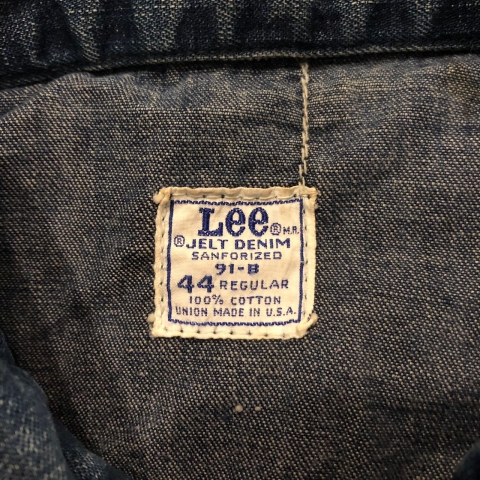 Lee® M.R.
®JELT DENIM
SANFORIZED
91-B
44 REGULAR
100% COTTON
UNION MADE IN U.S.A.